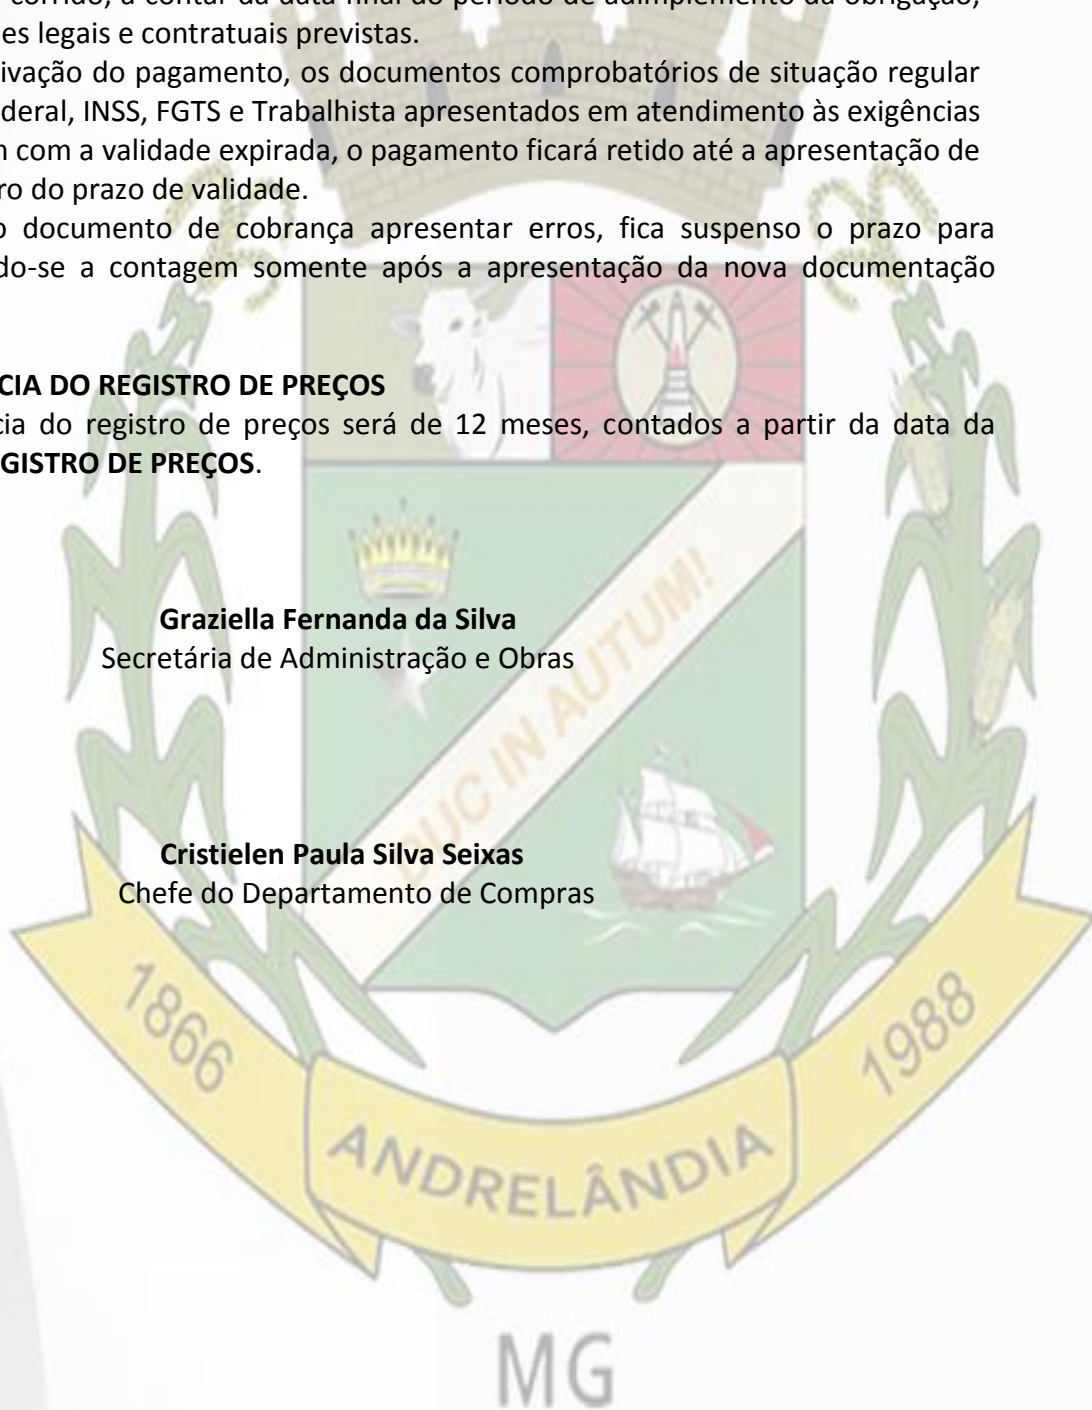 corrido, a contar da data final do período de adimplemento da obrigação,
es legais e contratuais previstas.
ivação do pagamento, os documentos comprobatórios de situação regular
deral, INSS, FGTS e Trabalhista apresentados em atendimento às exigências
com a validade expirada, o pagamento ficará retido até a apresentação de
ro do prazo de validade.
o documento de cobrança apresentar erros, fica suspenso o prazo para
do-se a contagem somente após a apresentação da nova documentação
CIA DO REGISTRO DE PREÇOS
cia do registro de preços será de 12 meses, contados a partir da data da
GISTRO DE PREÇOS.
Graziella Fernanda da Silva
Secretária de Administração e Obras
DUC IN AUTUM!
Cristielen Paula Silva Seixas
Chefe do Departamento de Compras
1866
1988
ANDRELÂNDIA
MG